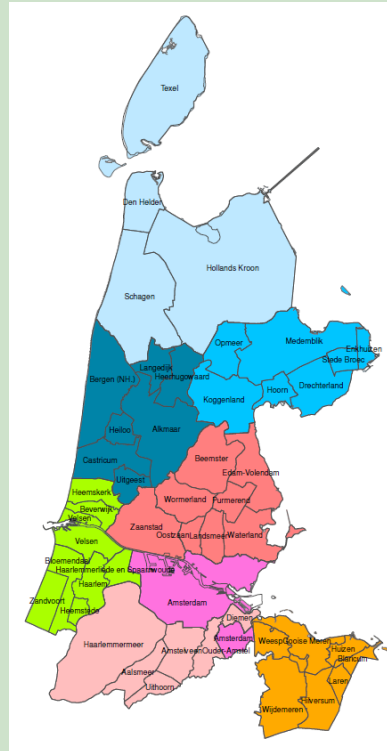 Texel
Den Helder
Hollands Kroon
Schagen
Opmeer
Medemblik
Enkhuizen
Stede Broec
Langedijk
Heerhugowaard
Bergen (NH.)
Drechterland
Hoorn
Koggenland
Heiloo
Alkmaar
Castricum
Beemster
Edam-Volendam
Uitgeest
Heemskerk
Wormerland
Purmerend
Beverwijk
Velsen
Zaanstad
Oostzaan
Landsmeer
Waterland
Velsen
Bloemendaal
Haarlemmerliede en Spaarnwoude
Haarlem
Zandvoort
Amsterdam
Heemstede
Diemen
Haarlemmermeer
Amstelveen
Ouder-Amstel
Amsterdam
Weesp
Gooise Meren
Huizen
Blaricum
Aalsmeer
Laren
Uithoorn
Hilversum
Wijdemeren